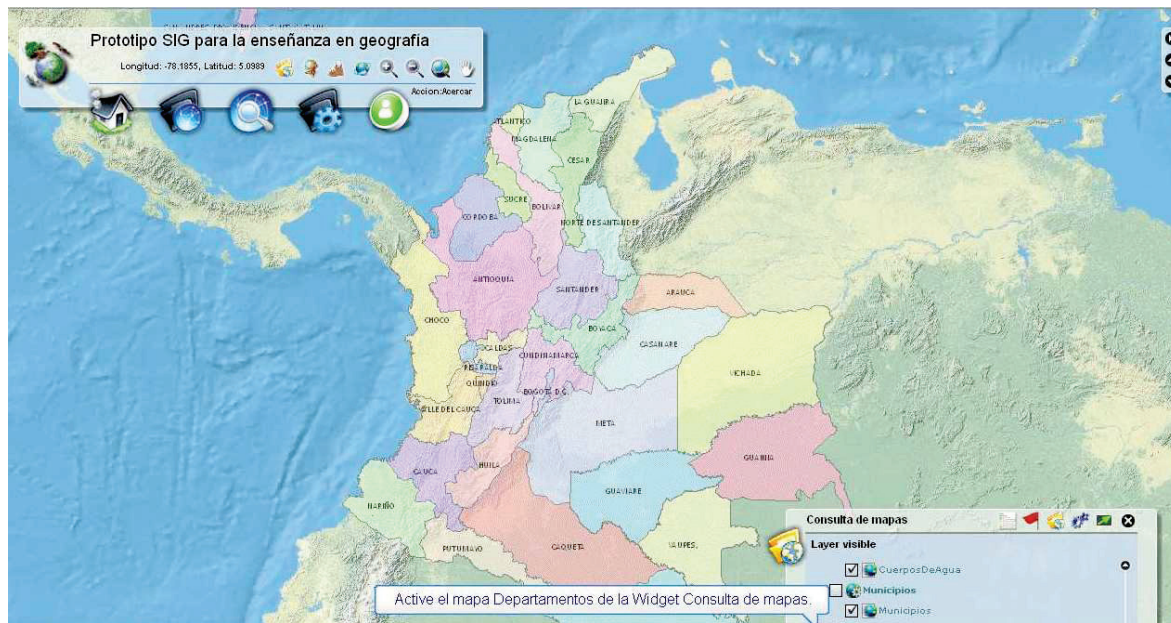 Prototipo SIG para la enseñanza en geografía
Longitud: -78.1855, Latitud: 5.0989
Accion:Acercar
LA GUAJIRA
ATLANTICO
MAGDALENA
CESAR
SUCRE
BOLIVAR
CORDOBA
NORTE DE SANTANDER
ANTIOQUIA
SANTANDER
ARAUCA
CHOCO
BOYACA
CASANARE
CALDAS
CUNDINAMARCA
RISARALDA
VICHADA
QUINDIO
BOGOTA D.C.
TOLIMA
VALLE DEL CAUCA
META
GUAINIA
CAUCA
HUILA
GUAVIARE
NARIÑO
PUTUMAYO
CAQUETA
VAUPES
Consulta de mapas
Layer visible
CuerposDeAgua
Municipios
Municipios
Active el mapa Departamentos de la Widget Consulta de mapas.